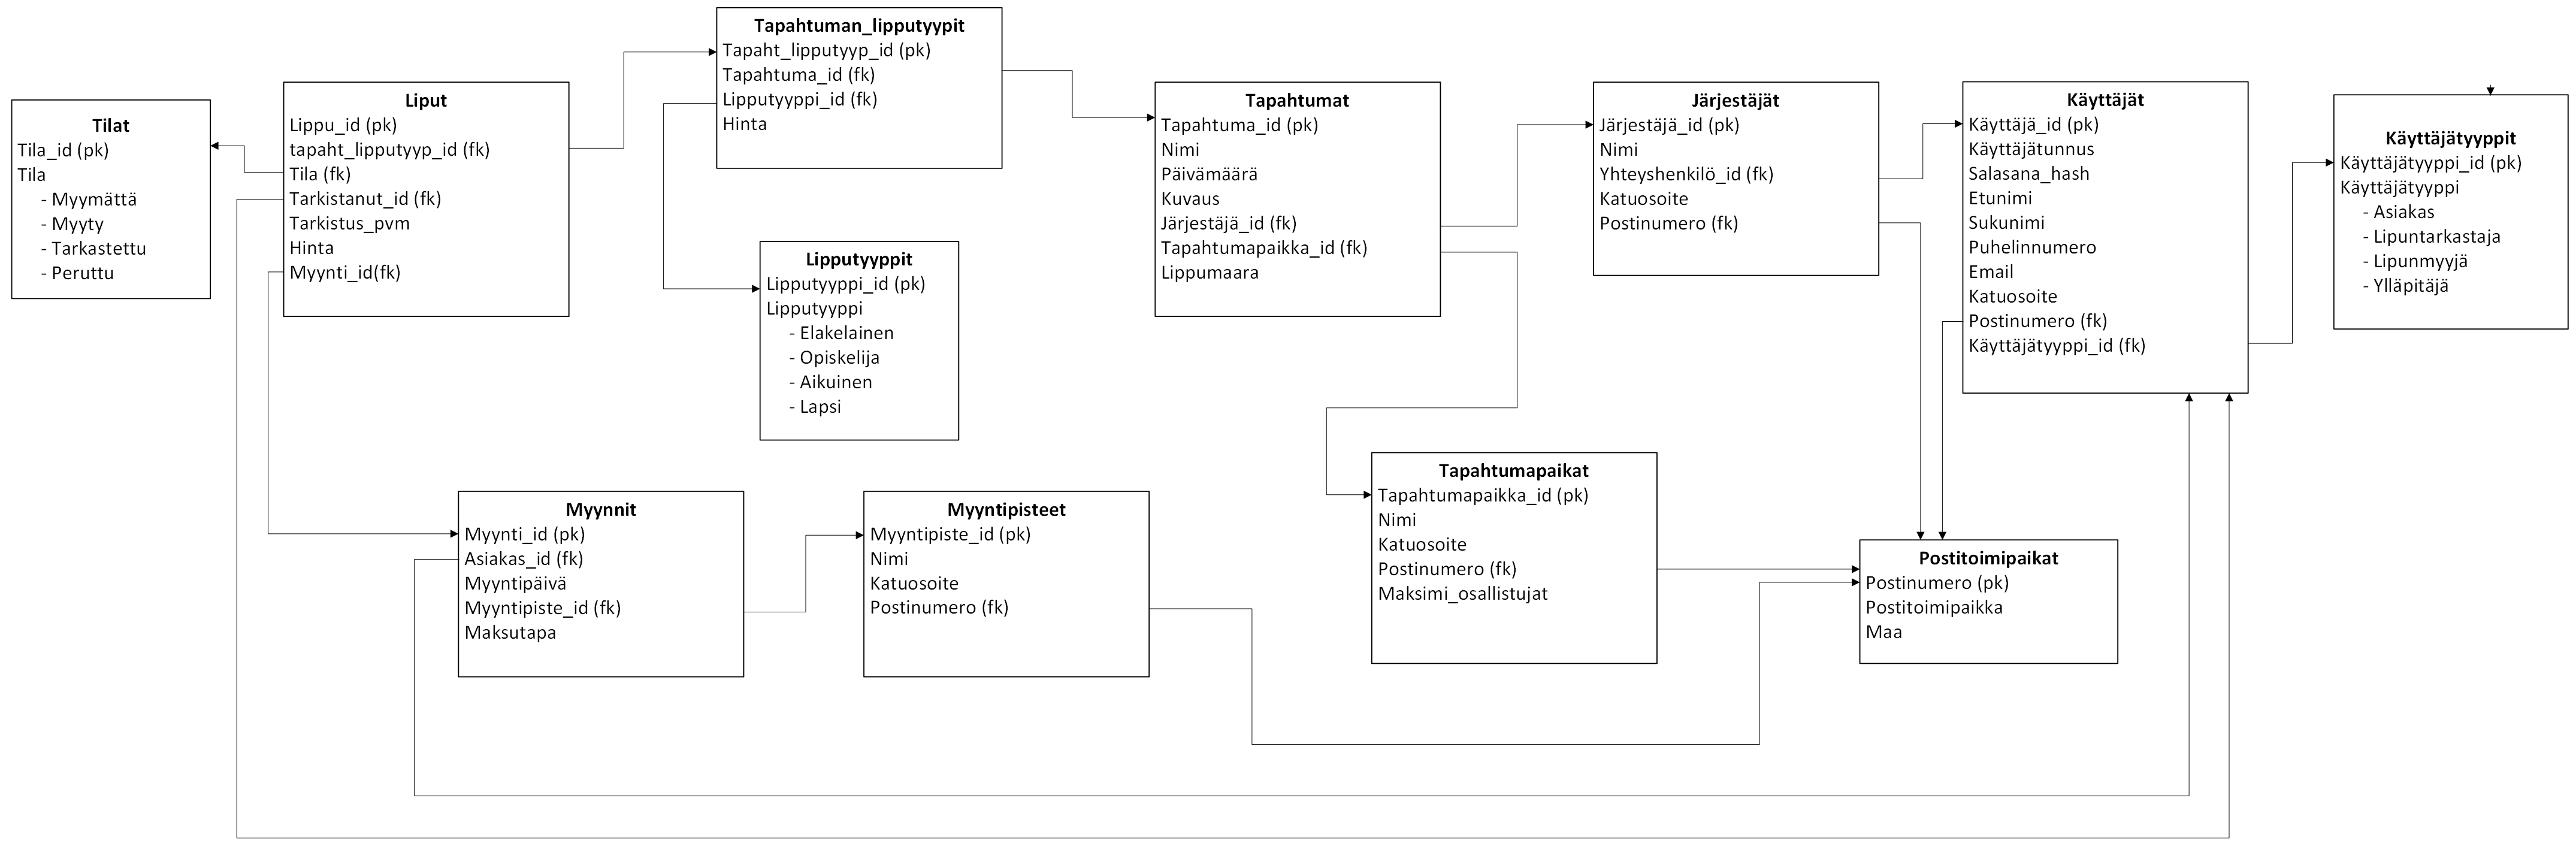 Tilat
Tila_id (pk)
Tila
- Myymättä
- Myyty
- Tarkastettu
- Peruttu
Liput
Lippu_id (pk)
tapaht_lipputyyp_id (fk)
Tila (fk)
Tarkistanut_id (fk)
Tarkistus_pvm
Hinta
Myynti_id(fk)
Tapahtuman_lipputyypit
Tapaht_lipputyyp_id (pk)
Tapahtuma_id (fk)
Lipputyyppi_id (fk)
Hinta
Lipputyyppit
Lipputyyppi_id (pk)
Lipputyyppi
- Elakelainen
- Opiskelija
- Aikuinen
- Lapsi
Tapahtumat
Tapahtuma_id (pk)
Nimi
Päivämäärä
Kuvaus
Järjestäjä_id (fk)
Tapahtumapaikka_id (fk)
Lippumaara
Järjestäjät
Järjestäjä_id (pk)
Nimi
Yhteyshenkilö_id (fk)
Katuosoite
Postinumero (fk)
Käyttäjät
Käyttäjä_id (pk)
Käyttäjätunnus
Salasana_hash
Etunimi
Sukunimi
Puhelinnumero
Email
Katuosoite
Postinumero (fk)
Käyttäjätyyppi_id (fk)
Käyttäjätyyppit
Käyttäjätyyppi_id (pk)
Käyttäjätyyppi
- Asiakas
- Lipuntarkastaja
- Lipunmyyjä
- Ylläpitäjä
Myynnit
Myynti_id (pk)
Asiakas_id (fk)
Myyntipäivä
Myyntipiste_id (fk)
Maksutapa
Myyntipisteet
Myyntipiste_id (pk)
Nimi
Katuosoite
Postinumero (fk)
Tapahtumapaikat
Tapahtumapaikka_id (pk)
Nimi
Katuosoite
Postinumero (fk)
Maksimi_osallistujat
Postitoimipaikat
Postinumero (pk)
Postitoimipaikka
Maa